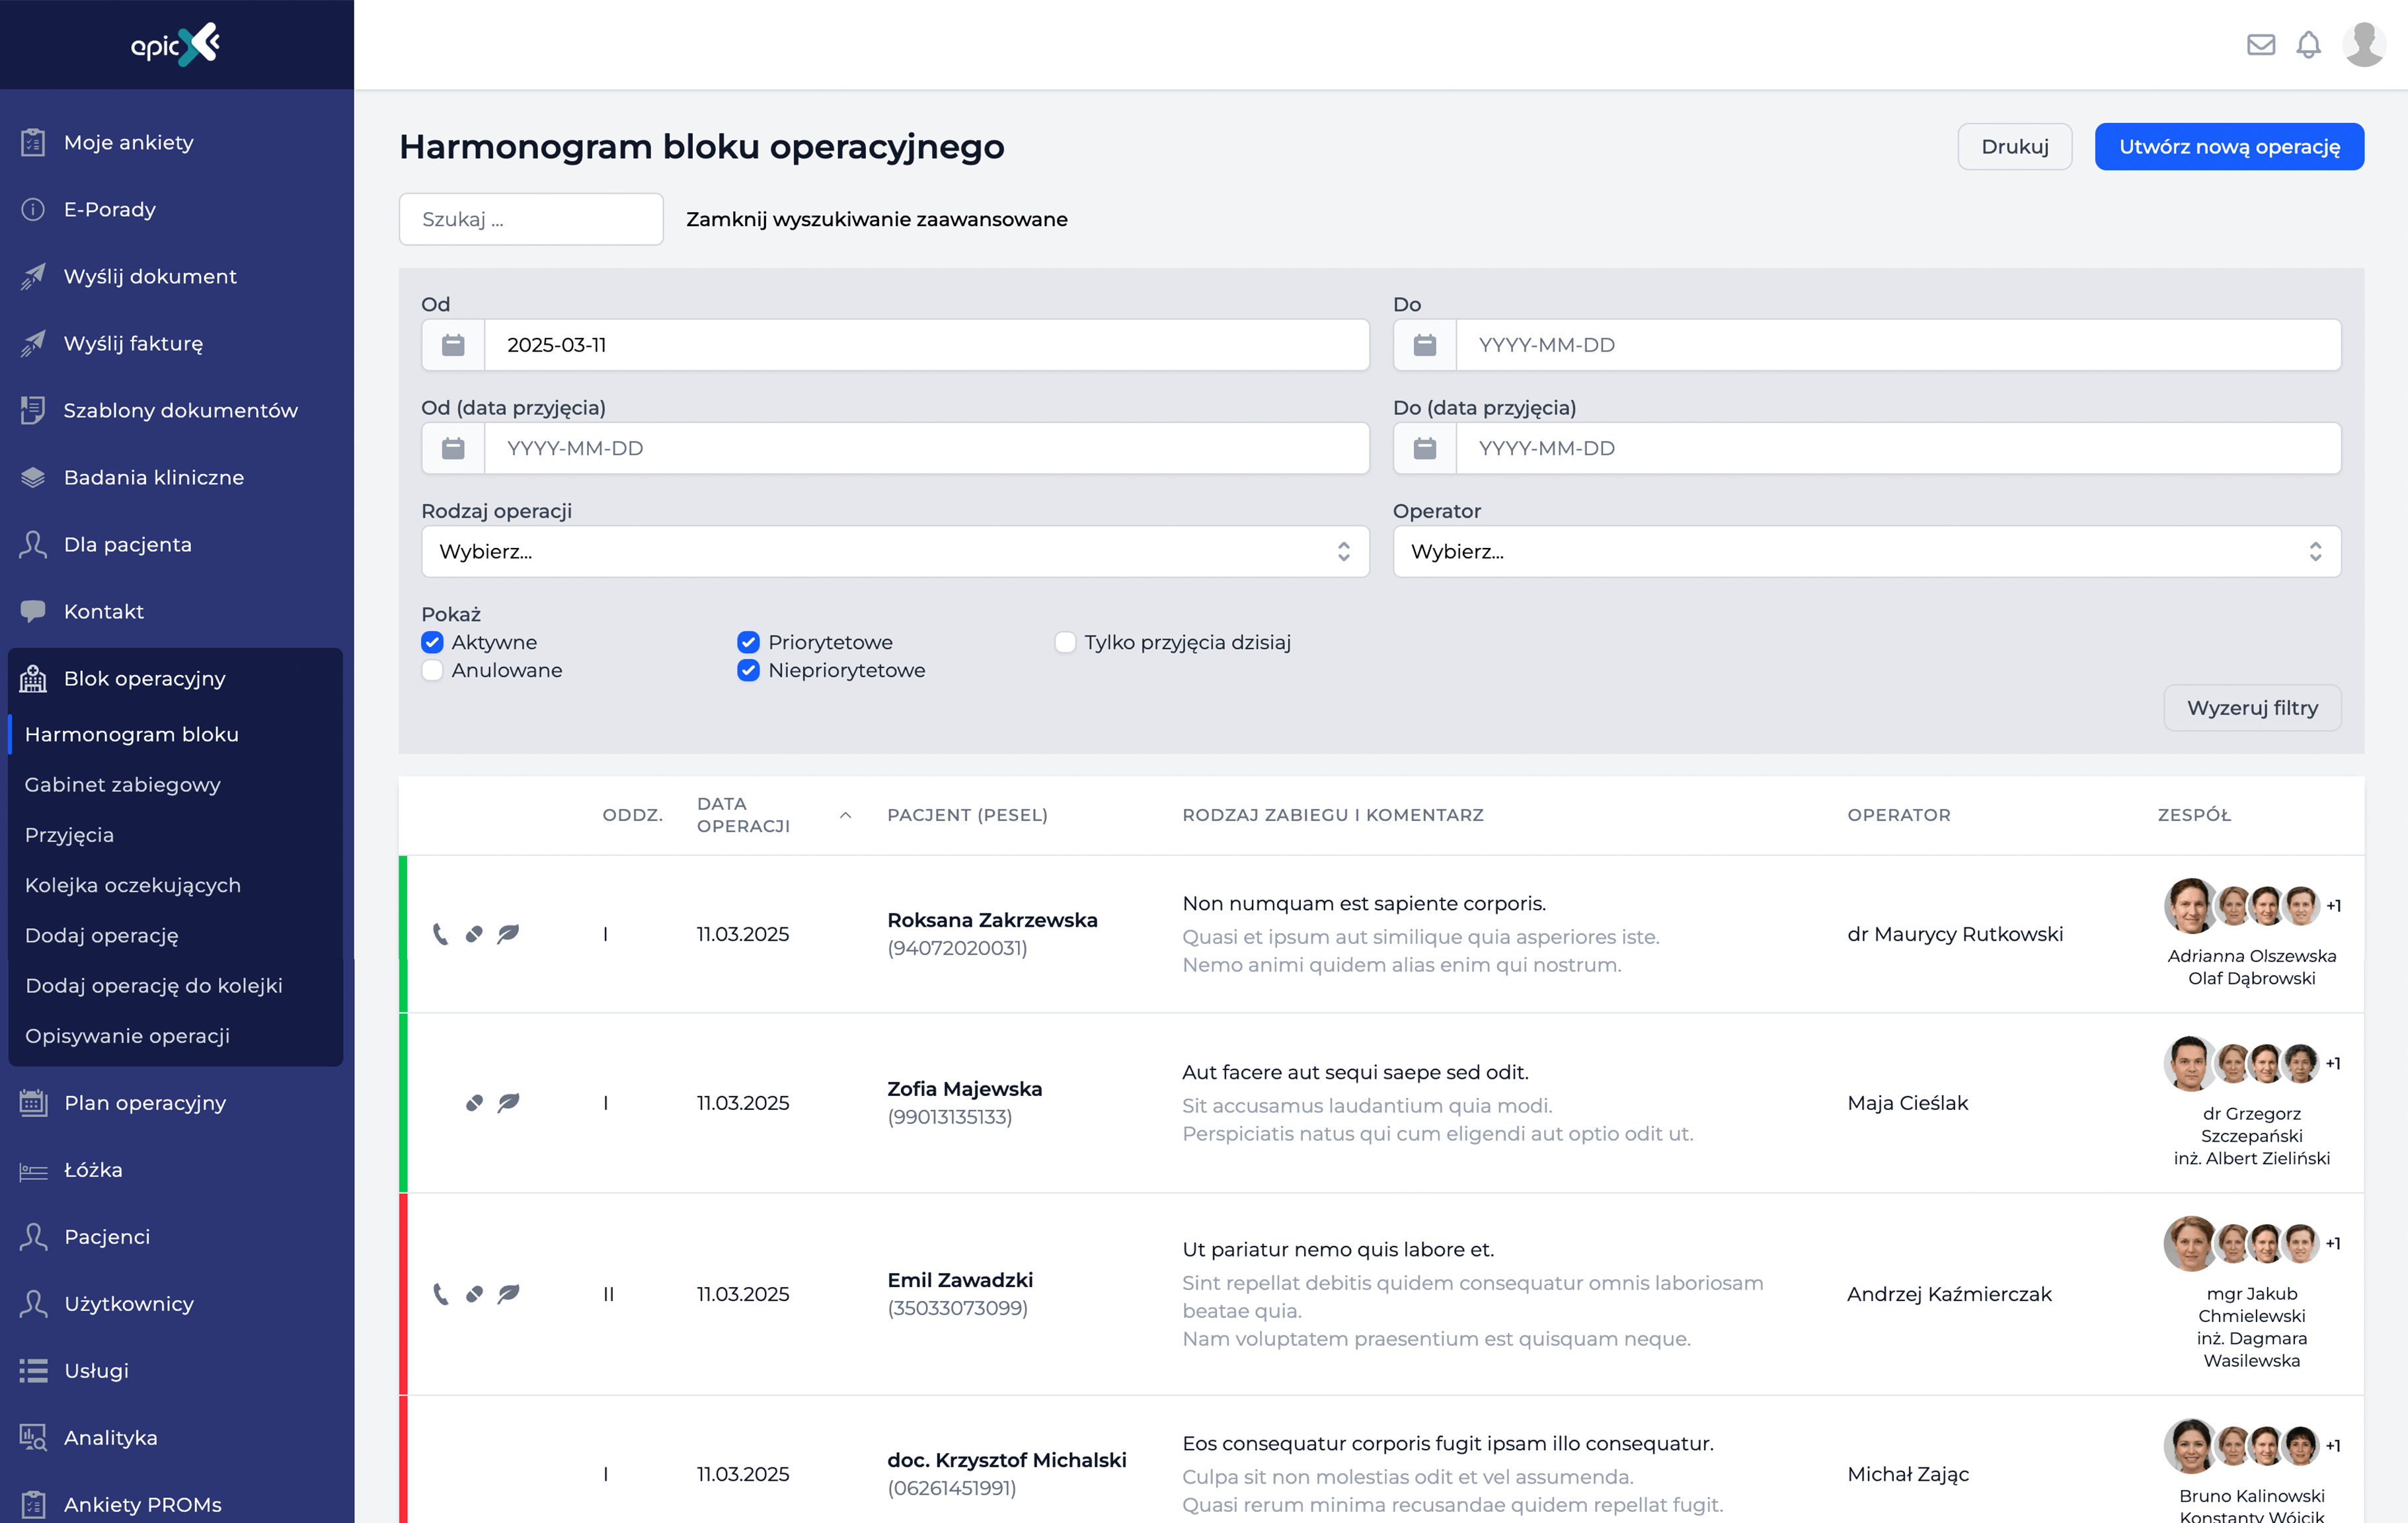 epic
Moje ankiety
E-Porady
Wyślij dokument
Wyślij fakturę
Szablony dokumentów
Badania kliniczne
Dla pacjenta
Kontakt
Blok operacyjny
Harmonogram bloku
Gabinet zabiegowy
Przyjęcia
Kolejka oczekujących
Dodaj operację
Dodaj operację do kolejki
Opisywanie operacji
Plan operacyjny
Łóżka
Pacjenci
Użytkownicy
Usługi
Analityka
Ankiety PROMs
Harmonogram bloku operacyjnego
Drukuj
Utwórz nową operację
Szukaj ...
Zamknij wyszukiwanie zaawansowane
Od
2025-03-11
Do
YYYY-MM-DD
Od (data przyjęcia)
YYYY-MM-DD
Do (data przyjęcia)
YYYY-MM-DD
Rodzaj operacji
Wybierz...
Operator
Wybierz...
Pokaż
Aktywne
Priorytetowe
Tylko przyjęcia dzisiaj
Anulowane
Niepriorytetowe
Wyzeruj filtry
ODDZ.
DATA
OPERACJI
PACJENT (PESEL)
RODZAJ ZABIEGU I KOMENTARZ
OPERATOR
ZESPÓŁ
I
11.03.2025
Roksana Zakrzewska
(94072020031)
Non numquam est sapiente corporis.
Quasi et ipsum aut similique quia asperiores iste.
Nemo animi quidem alias enim qui nostrum.
dr Maurycy Rutkowski
+1
Adrianna Olszewska
Olaf Dąbrowski
I
11.03.2025
Zofia Majewska
(99013135133)
Aut facere aut sequi saepe sed odit.
Sit accusamus laudantium quia modi.
Perspiciatis natus qui cum eligendi aut optio odit ut.
Maja Cieślak
+1
dr Grzegorz
Szczepański
inż. Albert Zieliński
II
11.03.2025
Emil Zawadzki
(35033073099)
Ut pariatur nemo quis labore et.
Sint repellat debitis quidem consequatur omnis laboriosam
beatae quia.
Nam voluptatem praesentium est quisquam neque.
Andrzej Kaźmierczak
+1
mgr Jakub
Chmielewski
inż. Dagmara
Wasilewska
I
11.03.2025
doc. Krzysztof Michalski
(06261451991)
Eos consequatur corporis fugit ipsam illo consequatur.
Culpa sit non molestias odit et vel assumenda.
Quasi rerum minima recusandae quidem repellat fugit.
Michał Zając
+1
Bruno Kalinowski
Konstanty Wójcik